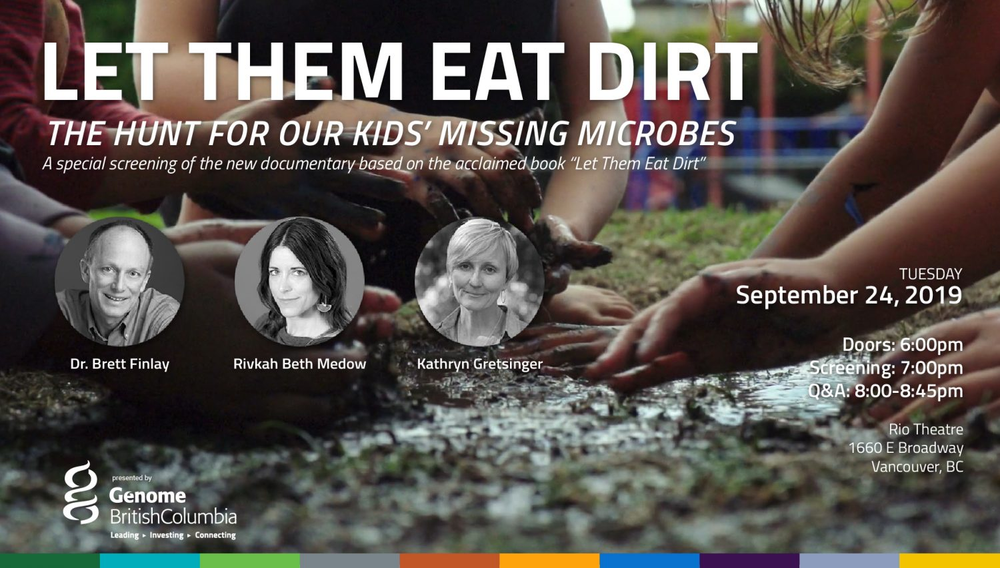 LET THEM EAT DIRT
THE HUNT FOR OUR KIDS’ MISSING MICROBES
A special screening of the new documentary based on the acclaimed book “Let Them Eat Dirt”
Dr. Brett Finlay
Rivkah Beth Medow
Kathryn Gretsinger
TUESDAY
September 24, 2019
Doors: 6:00pm
Screening: 7:00pm
Q&A: 8:00-8:45pm
Rio Theatre
1660 E Broadway
Vancouver, BC
presented by
Genome
BritishColumbia
Leading ▸ Investing ▸ Connecting